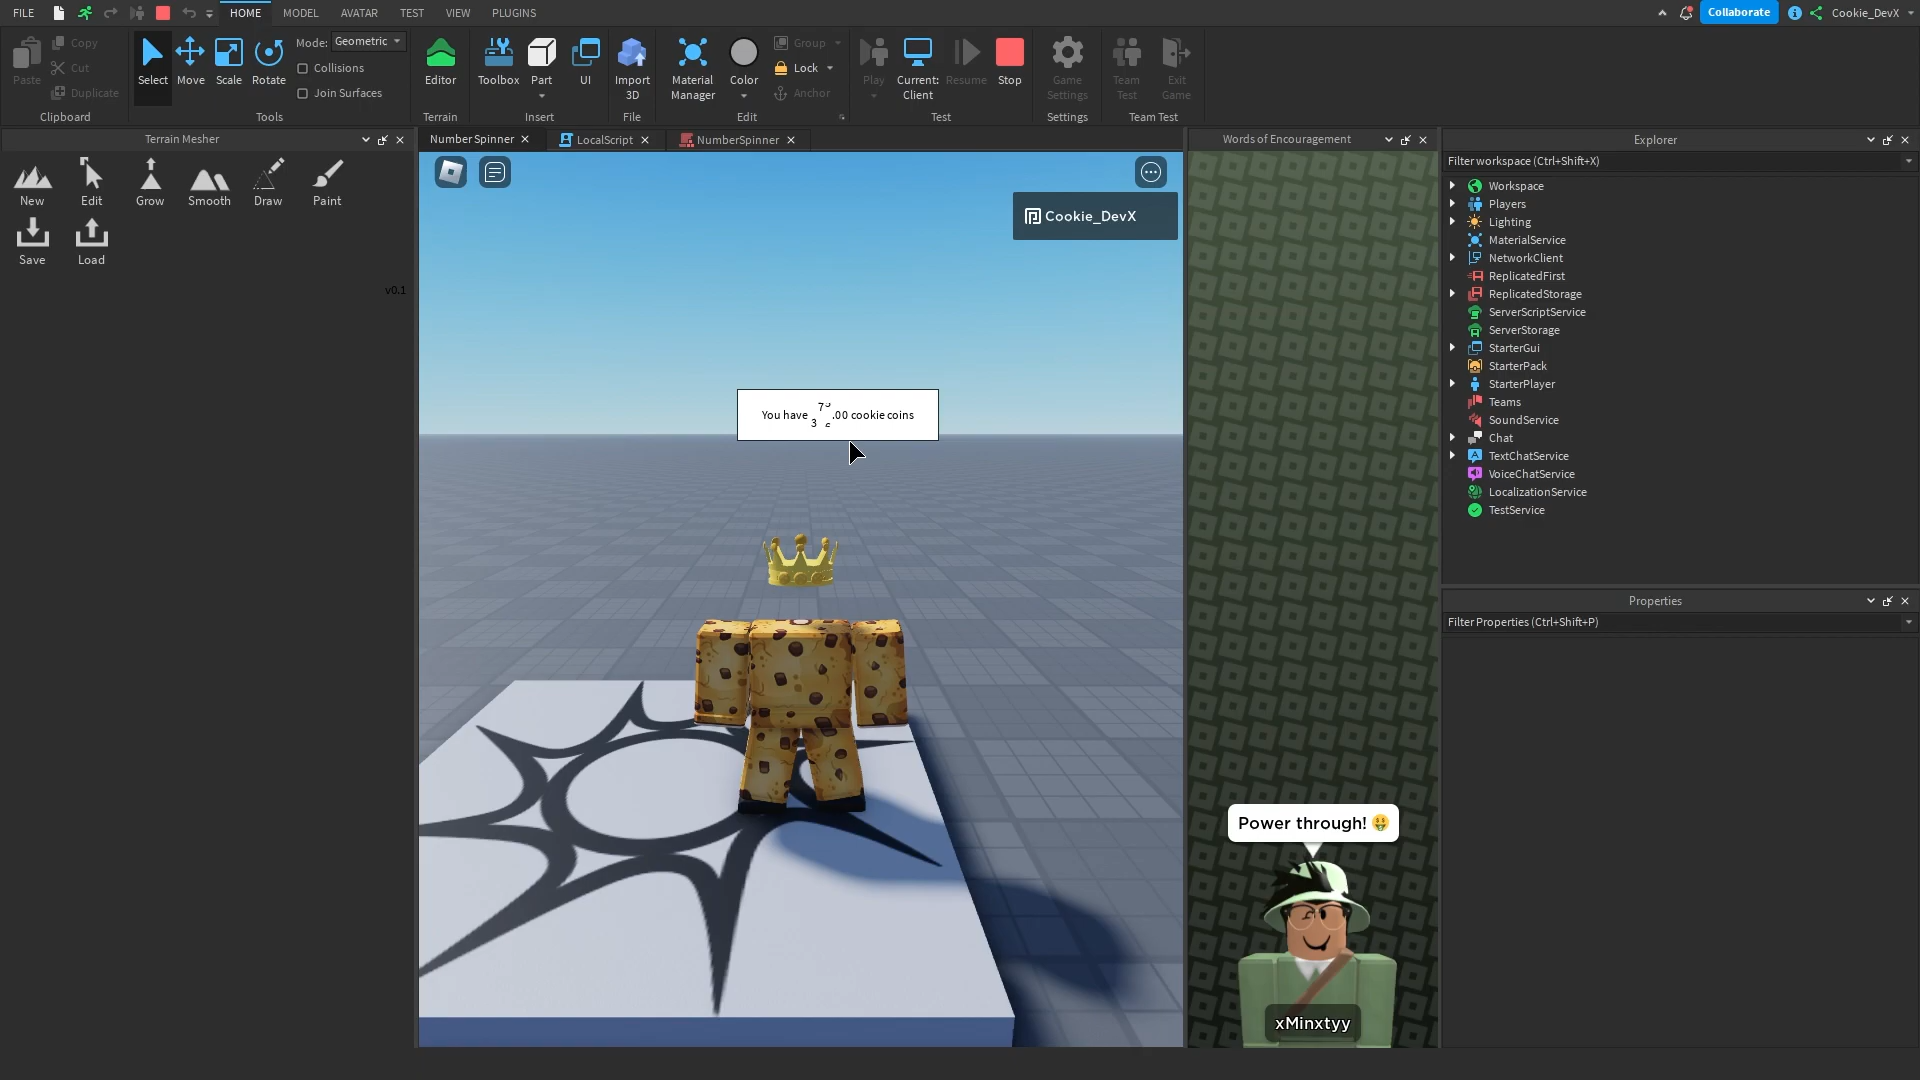 FILE HOME MODEL AVATAR TEST VIEW PLUGINS Collaborate Cookie_DevX
Paste Copy Cut Duplicate
Clipboard
Select Move Scale Rotate
Mode: Geometric
Collisions
Join Surfaces
Tools
Editor
Terrain
Toolbox Part UI
Insert
Import 3D
File
Material Manager Color
Group
Lock
Anchor
Edit
Play Current: Client Resume Stop
Test
Game Settings
Settings
Team Test Exit Game
Team Test
Terrain Mesher
New Edit Grow Smooth Draw Paint
Save Load
v0.1
NumberSpinner LocalScript NumberSpinner
Cookie_DevX
You have
.00 cookie coins
Words of Encouragement
Power through! 🤑
xMinxtyy
Explorer
Filter workspace (Ctrl+Shift+X)
Workspace
Players
Lighting
MaterialService
NetworkClient
ReplicatedFirst
ReplicatedStorage
ServerScriptService
ServerStorage
StarterGui
StarterPack
StarterPlayer
Teams
SoundService
Chat
TextChatService
VoiceChatService
LocalizationService
TestService
Properties
Filter Properties (Ctrl+Shift+P)